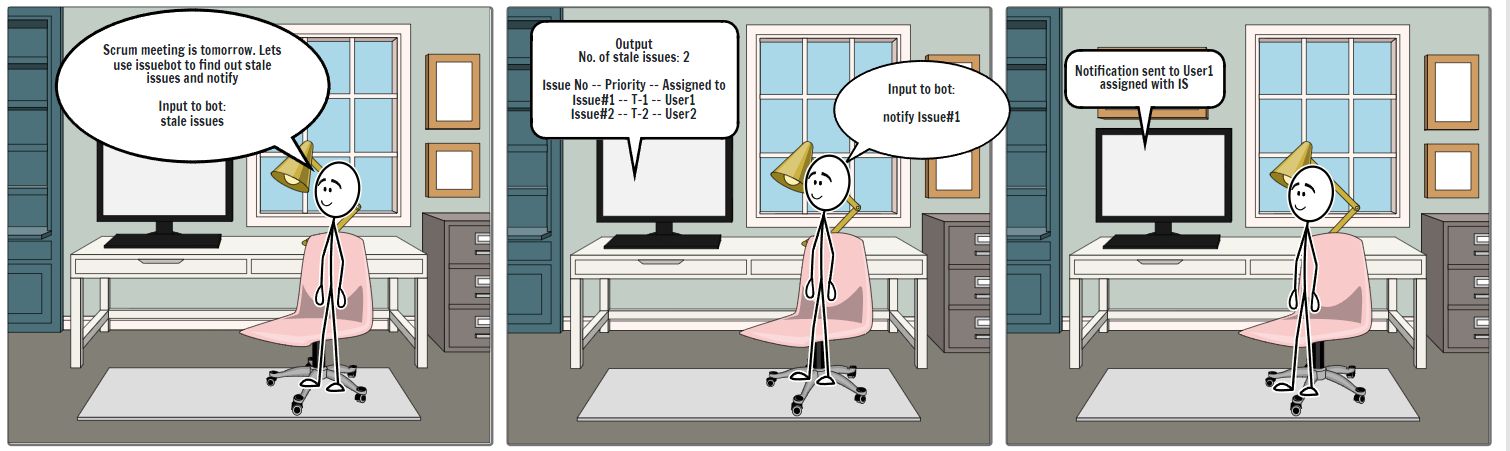 Scrum meeting is tomorrow. Lets
use issuebot to find out stale
issues and notify
Input to bot:
stale issues
Output
No. of stale issues: 2
Issue No -- Priority -- Assigned to
Issue#1 -- T-1 -- User1
Issue#2 -- T-2 -- User2
Input to bot:
notify Issue#1
Notification sent to User1
assigned with IS